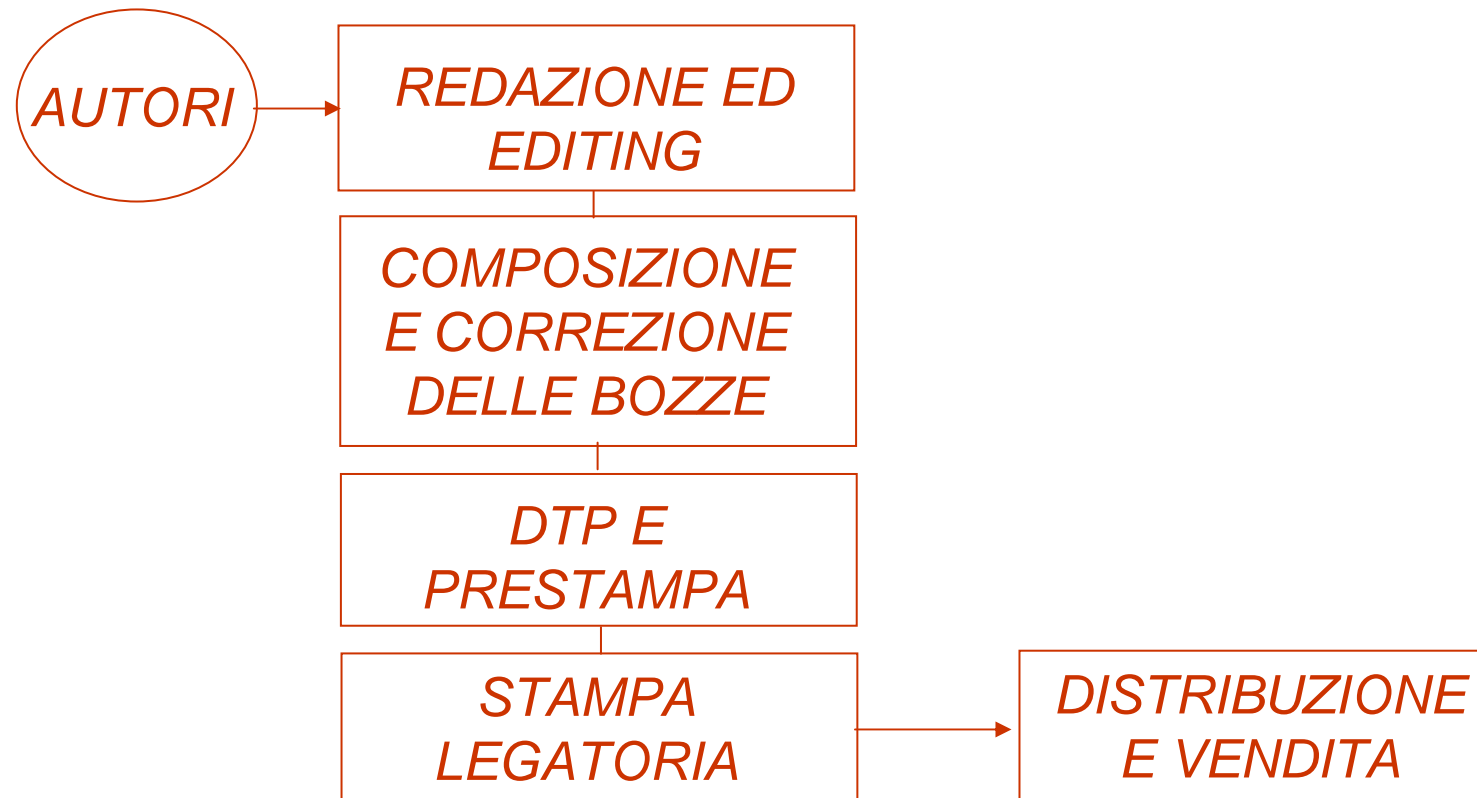 AUTORI
REDAZIONE ED
EDITING
COMPOSIZIONE
E CORREZIONE
DELLE BOZZE
DTP E
PRESTAMPA
STAMPA
LEGATORIA
DISTRIBUZIONE
E VENDITA